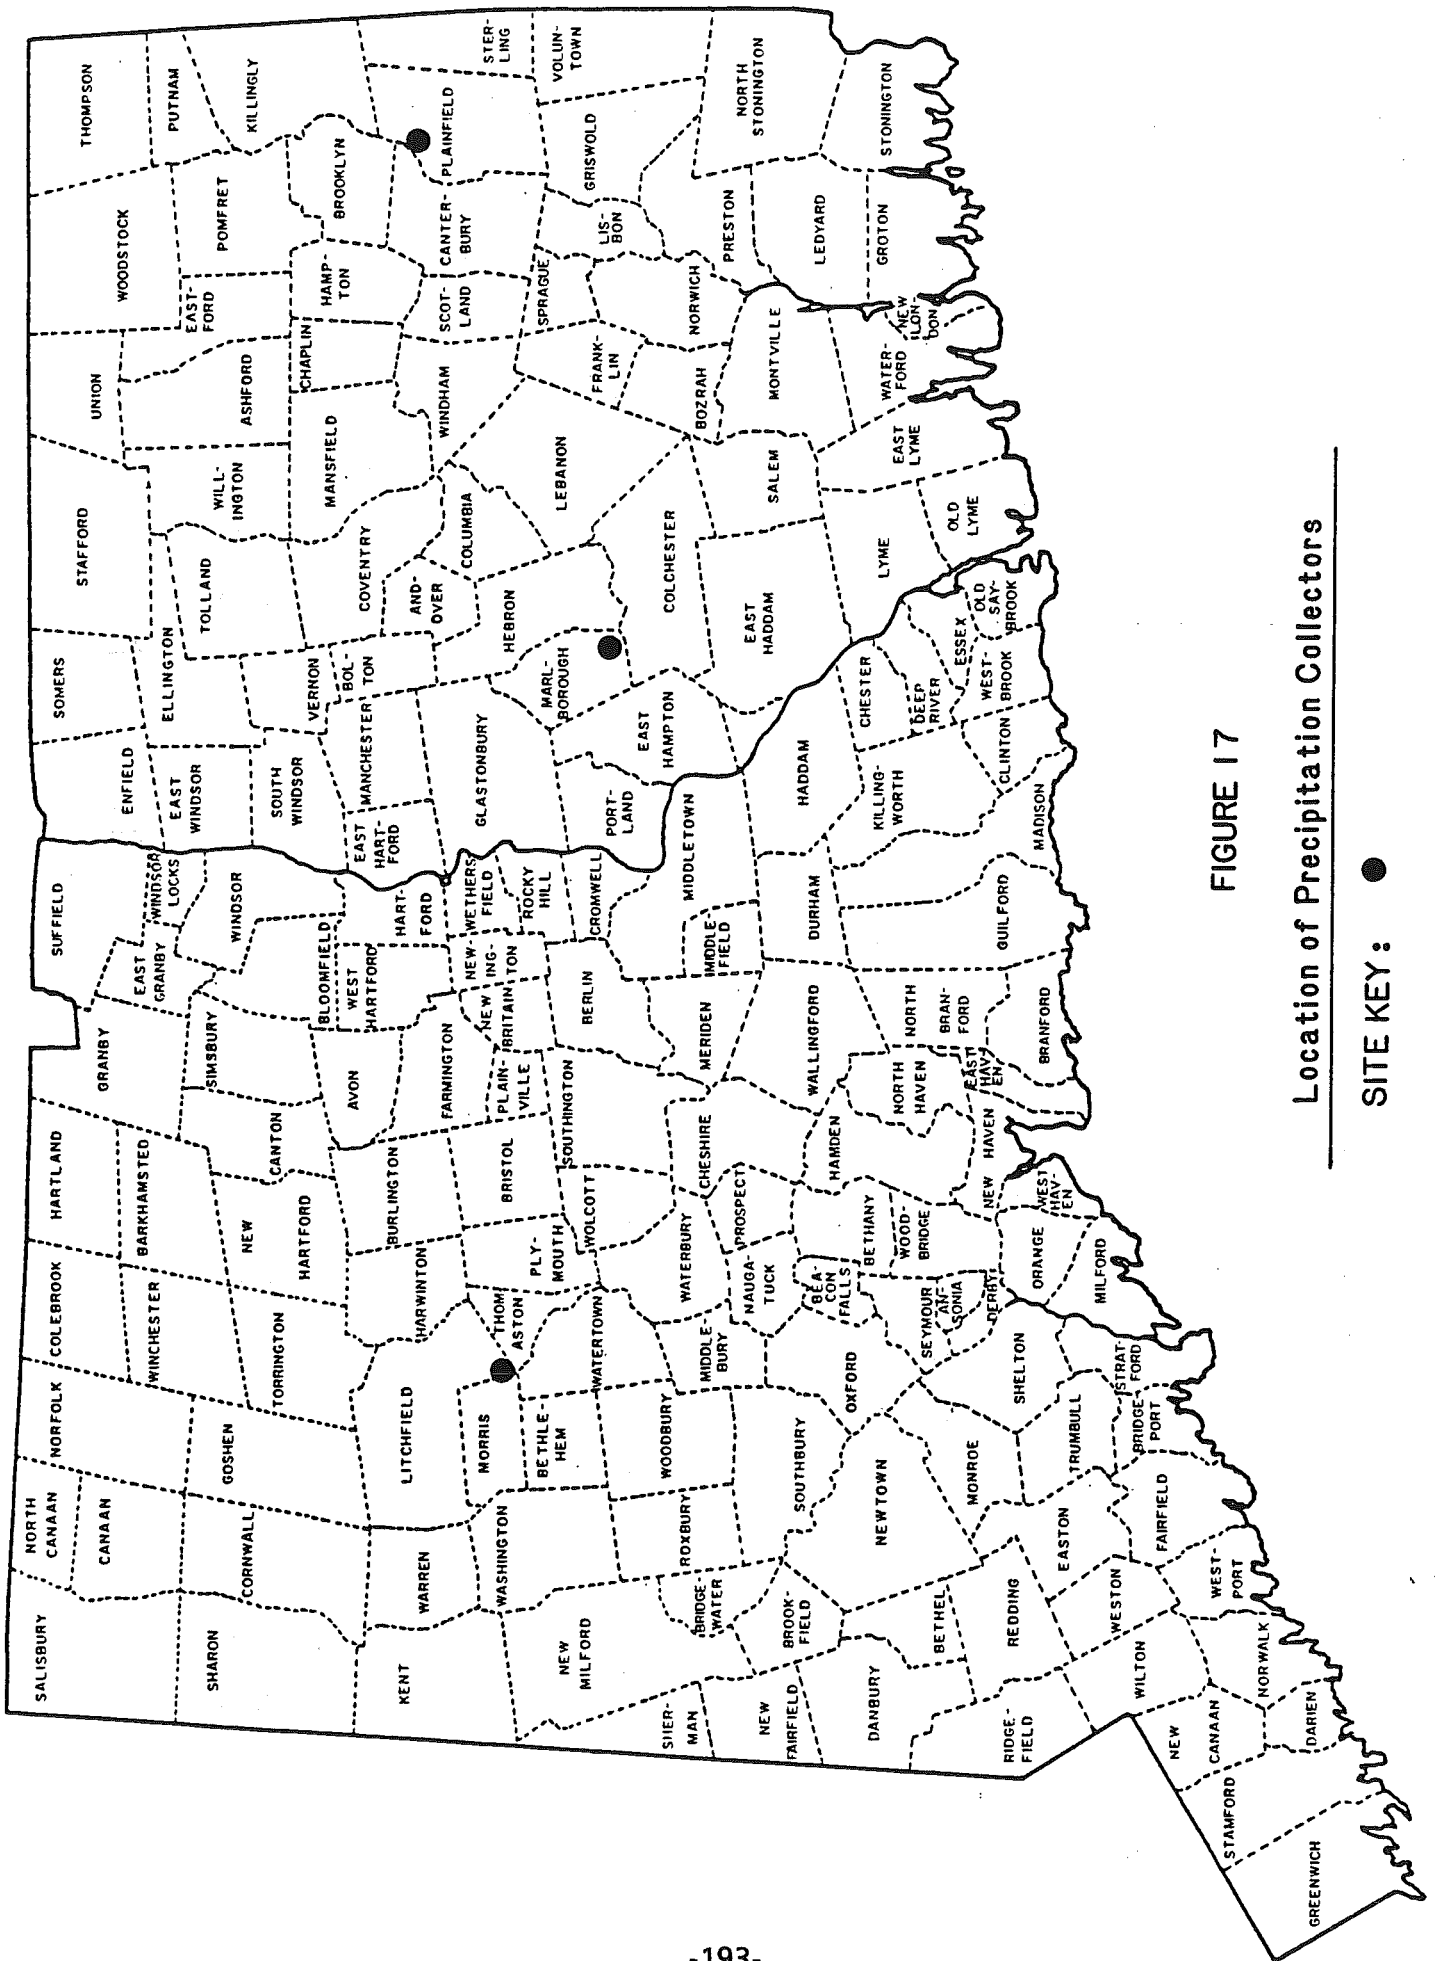 SALISBURY
NORTH
CANAAN
CANAAN
NORFOLK
COLEBROOK
HARTLAND
GRANBY
SUFFIELD
ENFIELD
SOMERS
STAFFORD
UNION
WOODSTOCK
THOMPSON
SHARON
CORNWALL
GOSHEN
WINCHESTER
BARKHAMSTED
EAST
GRANBY
WINDSOR
LOCKS
EAST
WINDSOR
ELLINGTON
TOLLAND
WILL-
INGTON
ASHFORD
EAST-
FORD
POMFRET
PUTNAM
KILLINGLY
TORRINGTON
NEW
HARTFORD
CANTON
SIMSBURY
BLOOMFIELD
WINDSOR
SOUTH
WINDSOR
VERNON
MANSFIELD
CHAPLIN
HAMP-
TON
BROOKLYN
KENT
WARREN
LITCHFIELD
HARWINTON
BURLINGTON
AVON
WEST
HARTFORD
HART-
FORD
EAST
HART-
FORD
MANCHESTER
BOL-
TON
COVENTRY
AND-
OVER
COLUMBIA
WINDHAM
SCOT-
LAND
CANTER-
BURY
PLAINFIELD
STER-
LING
VOLUN-
TOWN
WASHINGTON
MORRIS
THOM
ASTON
PLY-
MOUTH
BRISTOL
FARMINGTON
PLAIN-
VILLE
NEW
BRITAIN
NEW-
ING-
TON
WETHERS
FIELD
ROCKY
HILL
GLASTONBURY
MARL-
BOROUGH
HEBRON
LEBANON
FRANK-
LIN
SPRAGUE
LIS-
BON
GRISWOLD
NEW
MILFORD
BETHLE-
HEM
WATERTOWN
WOLCOTT
SOUTHINGTON
BERLIN
CROMWELL
PORT-
LAND
EAST
HAMPTON
COLCHESTER
BOZRAH
NORWICH
PRESTON
NORTH
STONINGTON
SHER-
MAN
BRIDGE-
WATER
ROXBURY
WOODBURY
MIDDLE-
BURY
WATERBURY
CHESHIRE
MERIDEN
MIDDLE
FIELD
MIDDLETOWN
EAST
HADDAM
SALEM
MONTVILLE
LEDYARD
STONINGTON
NEW
FAIRFIELD
BROOK-
FIELD
SOUTHBURY
OXFORD
NAUGA-
TUCK
PROSPECT
BEA-
CON
FALLS
BETHANY
HAMDEN
WALLINGFORD
DURHAM
HADDAM
CHESTER
LYME
EAST
LYME
WATER-
FORD
NEW
LON-
DON
GROTON
DANBURY
BETHEL
NEWTOWN
MONROE
SEYMOUR
AN-
SONIA
DERBY
WOOD-
BRIDGE
NORTH
HAVEN
NORTH
BRAN-
FORD
KILLING-
WORTH
DEEP
RIVER
ESSEX
OLD
LYME
RIDGE-
FIELD
REDDING
EASTON
TRUMBULL
SHELTON
ORANGE
NEW
HAVEN
WEST
HAV-
EN
EAST
HAV-
EN
BRANFORD
GUILFORD
MADISON
CLINTON
WEST-
BROOK
OLD
SAY-
BROOK
WILTON
WESTON
FAIRFIELD
BRIDGE-
PORT
STRAT-
FORD
MILFORD
NEW
CANAAN
NORWALK
WEST-
PORT
STAMFORD
DARIEN
GREENWICH
FIGURE 17
Location of Precipitation Collectors
SITE KEY:
-193-